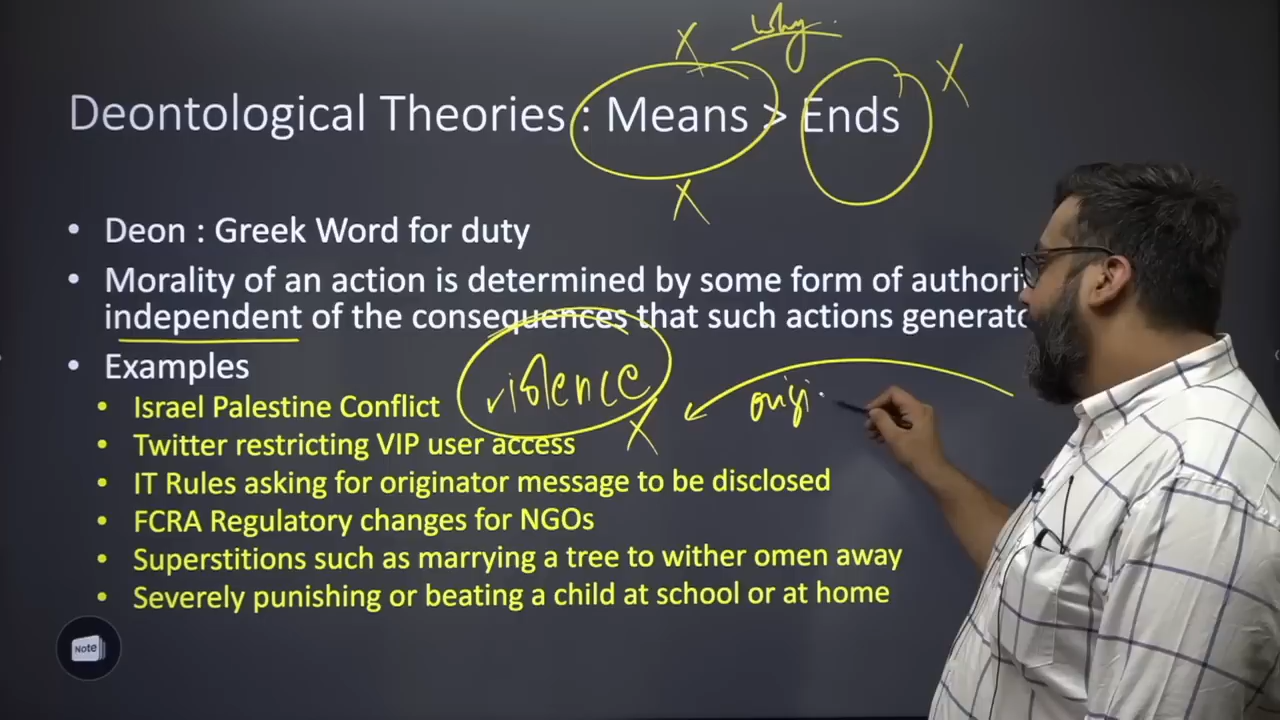 why.
X
X
Deontological Theories : Means > Ends
X
• Deon : Greek Word for duty
• Morality of an action is determined by some form of authori
independent of the consequences that such actions generate
• Examples
violence
• Israel Palestine Conflict
origi
X
• Twitter restricting VIP user access
• IT Rules asking for originator message to be disclosed
• FCRA Regulatory changes for NGOs
• Superstitions such as marrying a tree to wither omen away
• Severely punishing or beating a child at school or at home
Note